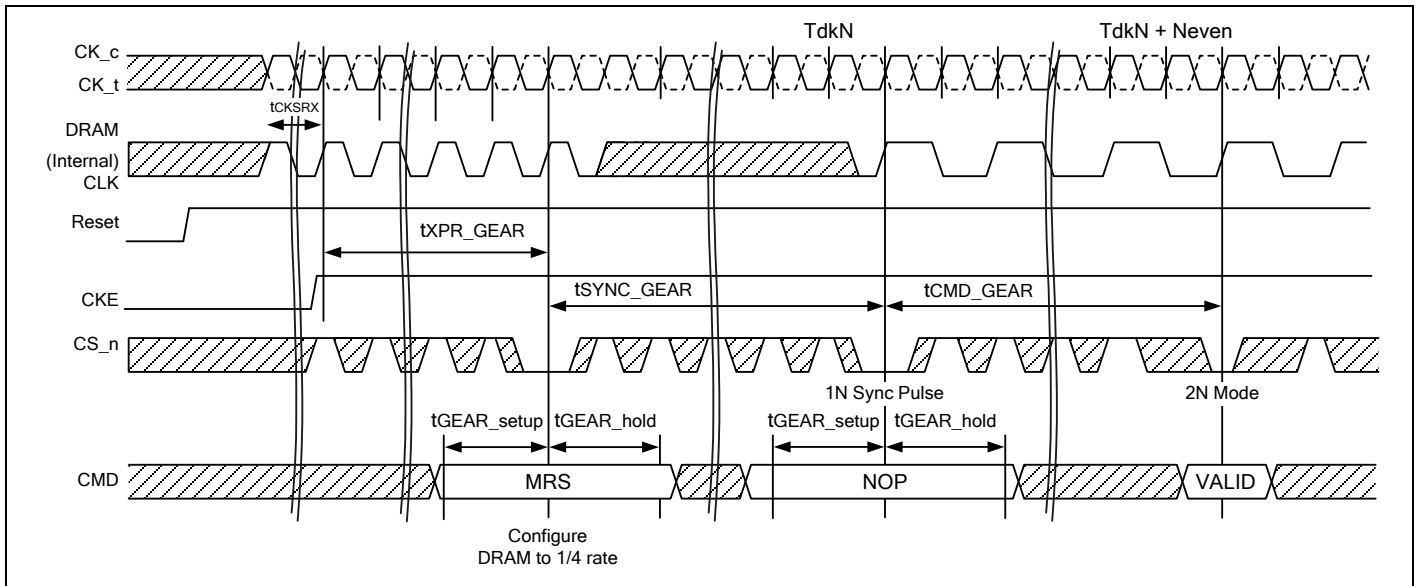 TdkN
TdkN + Neven
CK_c
CK_t
tCKSRX
DRAM
(Internal)
CLK
Reset
tXPR_GEAR
CKE
tSYNC_GEAR
tCMD_GEAR
CS_n
1N Sync Pulse
2N Mode
tGEAR_setup
tGEAR_hold
tGEAR_setup
tGEAR_hold
CMD
MRS
NOP
VALID
Configure
DRAM to 1/4 rate